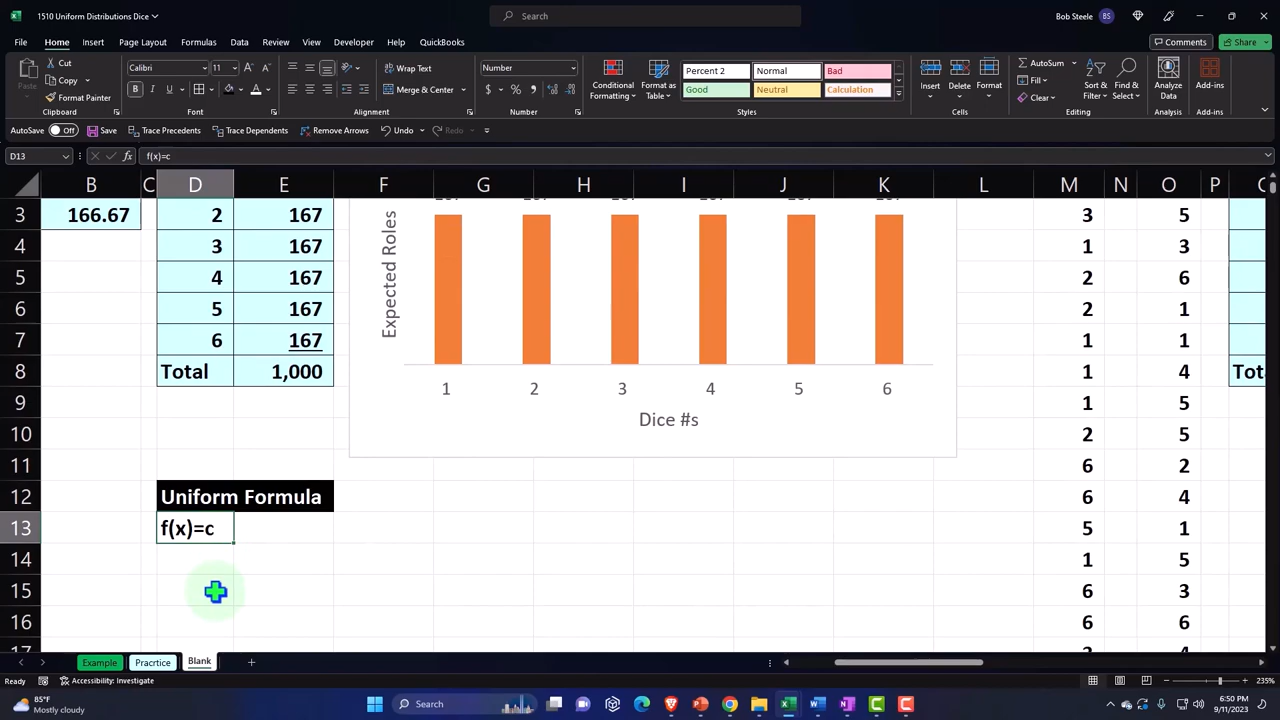 1510 Uniform Distributions Dice
Search
Bob Steele BS
File Home Insert Page Layout Formulas Data Review View Developer Help QuickBooks
Comments Share
Cut
Copy
Format Painter
Paste
Clipboard
Calibri 11
B I U
Font
Wrap Text
Merge & Center
Alignment
Number
$ % ,
Number
Conditional Formatting
Format as Table
Percent 2 Normal Bad
Good Neutral Calculation
Styles
Insert Delete Format
Cells
AutoSum
Fill
Clear
Sort & Filter
Find & Select
Editing
Analyze Data
Analysis
Add-ins
Add-ins
AutoSave Off Save Trace Precedents Trace Dependents Remove Arrows Undo Redo
D13 fx f(x)=c
B C D E F G H I J K L M N O P
3 166.67 2 167 3 5
4 3 167 1 3
5 4 167 2 6
6 5 167 2 1
7 6 167 1 1
8 Total 1,000 1 4
9 1 5
10 2 5
11 6 2
12 Uniform Formula 6 4
13 f(x)=c 5 1
14 1 5
15 6 3
16 6 6
Expected Roles
1 2 3 4 5 6
Dice #s
Example Pracrtice Blank
Ready Accessibility: Investigate 235%
85°F
Mostly cloudy
Search
6:50 PM
9/11/2023